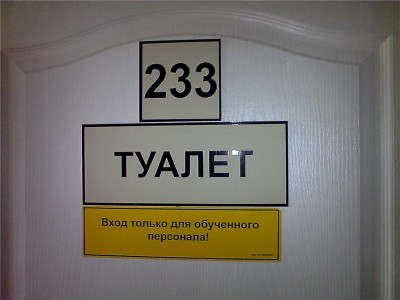 233
ТУАЛЕТ
Вход только для обученного
персонала!